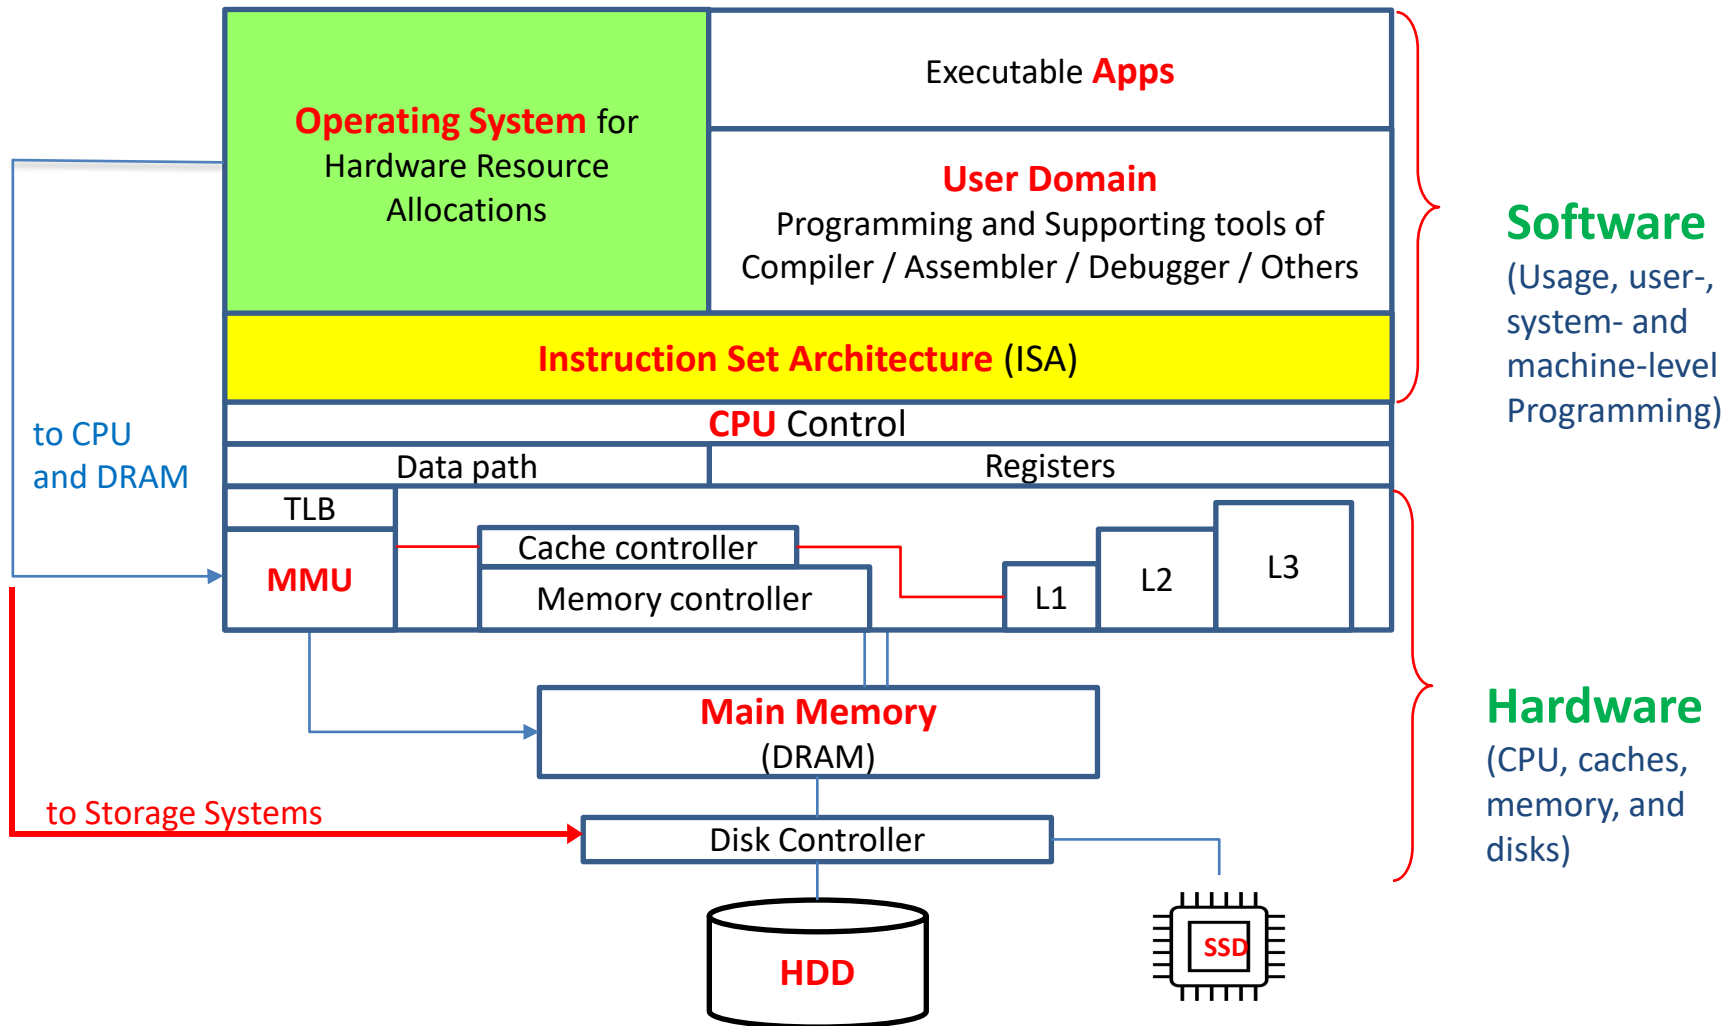 Executable Apps
Operating System for
Hardware Resource
Allocations
User Domain
Programming and Supporting tools of
Compiler / Assembler / Debugger / Others
Instruction Set Architecture (ISA)
CPU Control
Data path
Registers
TLB
MMU
Cache controller
Memory controller
L1
L2
L3
Main Memory
(DRAM)
Disk Controller
HDD
SSD
to CPU
and DRAM
to Storage Systems
Software
(Usage, user-,
system- and
machine-level
Programming)
Hardware
(CPU, caches,
memory, and
disks)